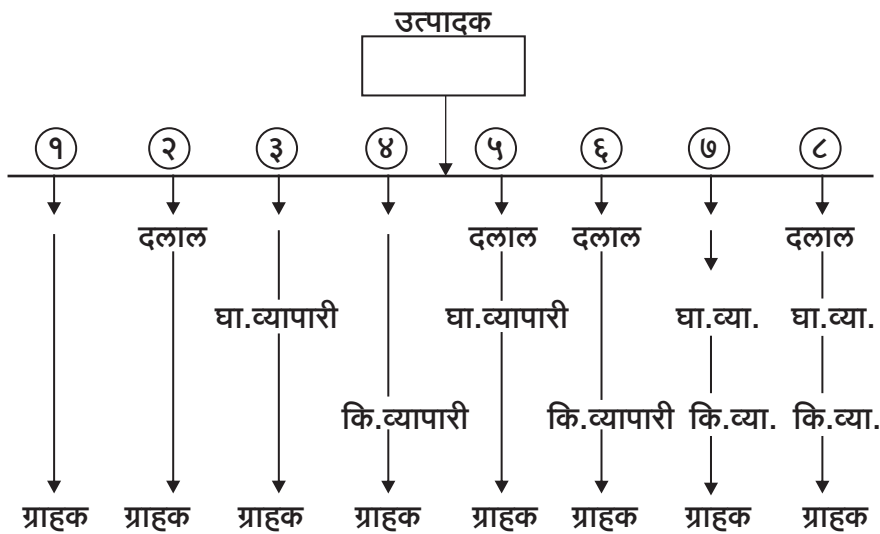 उत्पादक
१ २ ३ ४ ५ ६ ७ ८
दलाल दलाल दलाल दलाल
घा.व्यापारी घा.व्यापारी घा.व्या. घा.व्या.
कि.व्यापारी कि.व्यापारी कि.व्या. कि.व्या.
ग्राहक ग्राहक ग्राहक ग्राहक ग्राहक ग्राहक ग्राहक ग्राहक